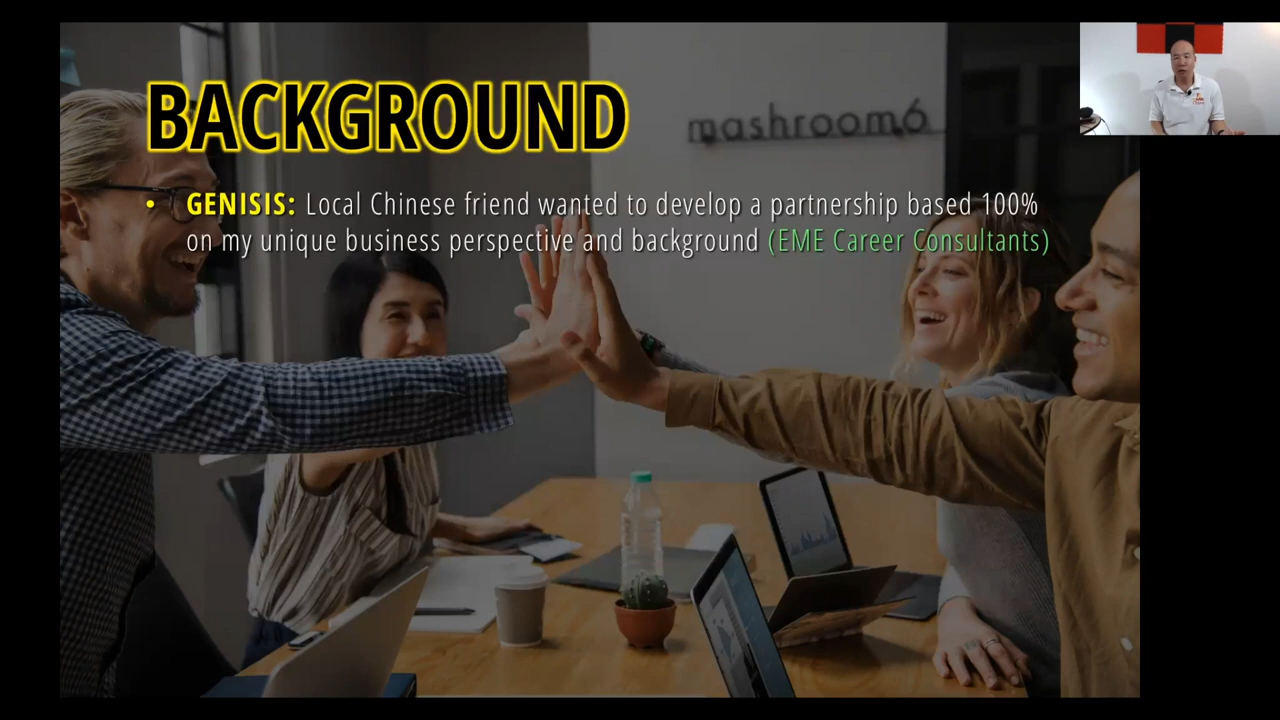 BACKGROUND
mashroom6
• GENISIS: Local Chinese friend wanted to develop a partnership based 100%
on my unique business perspective and background (EME Career Consultants)